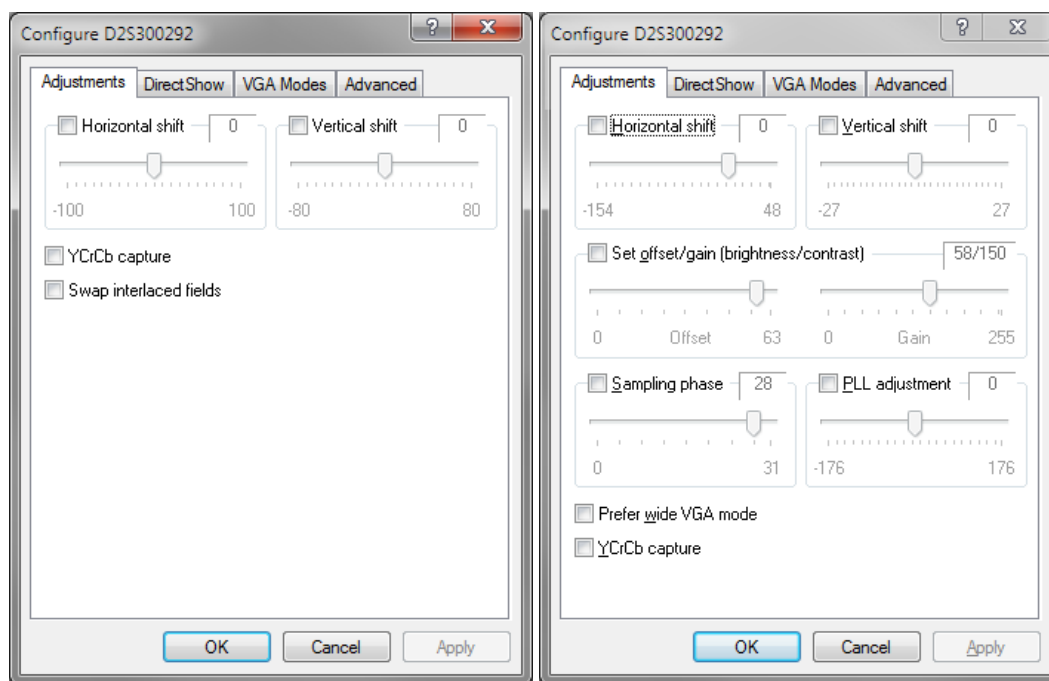 Configure D2S300292
Adjustments DirectShow VGA Modes Advanced
Horizontal shift 0 Vertical shift 0
-100 100 -80 80
YCrCb capture
Swap interlaced fields
OK Cancel Apply
Configure D2S300292
Adjustments DirectShow VGA Modes Advanced
Horizontal shift 0 Vertical shift 0
-154 48 -27 27
Set offset/gain (brightness/contrast) 58/150
0 Offset 63 0 Gain 255
Sampling phase 28 PLL adjustment 0
0 31 -176 176
Prefer wide VGA mode
YCrCb capture
OK Cancel Apply